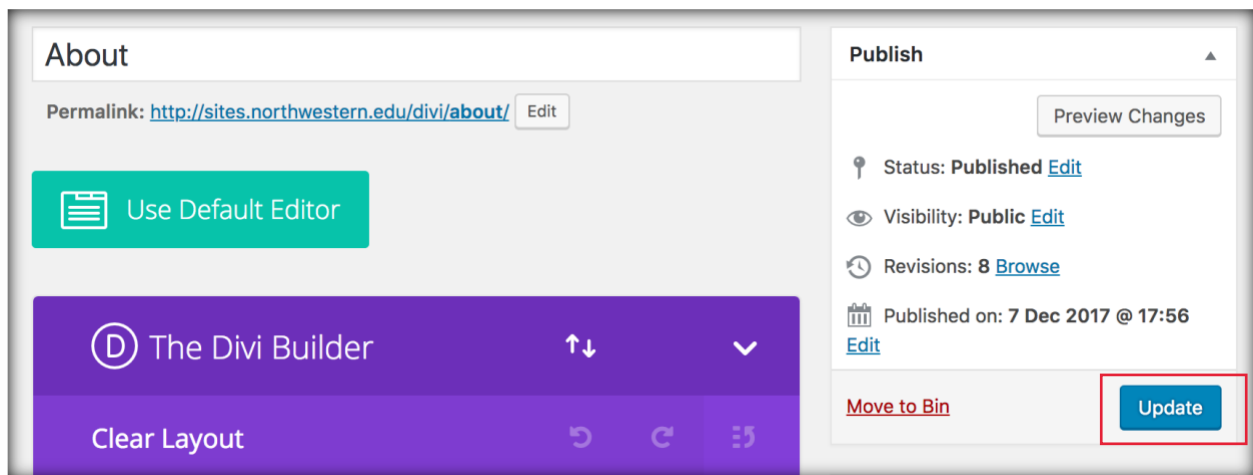 About
Permalink: http://sites.northwestern.edu/divi/about/ Edit
Use Default Editor
D The Divi Builder
Clear Layout
Publish
Preview Changes
Status: Published Edit
Visibility: Public Edit
Revisions: 8 Browse
Published on: 7 Dec 2017 @ 17:56
Edit
Move to Bin Update